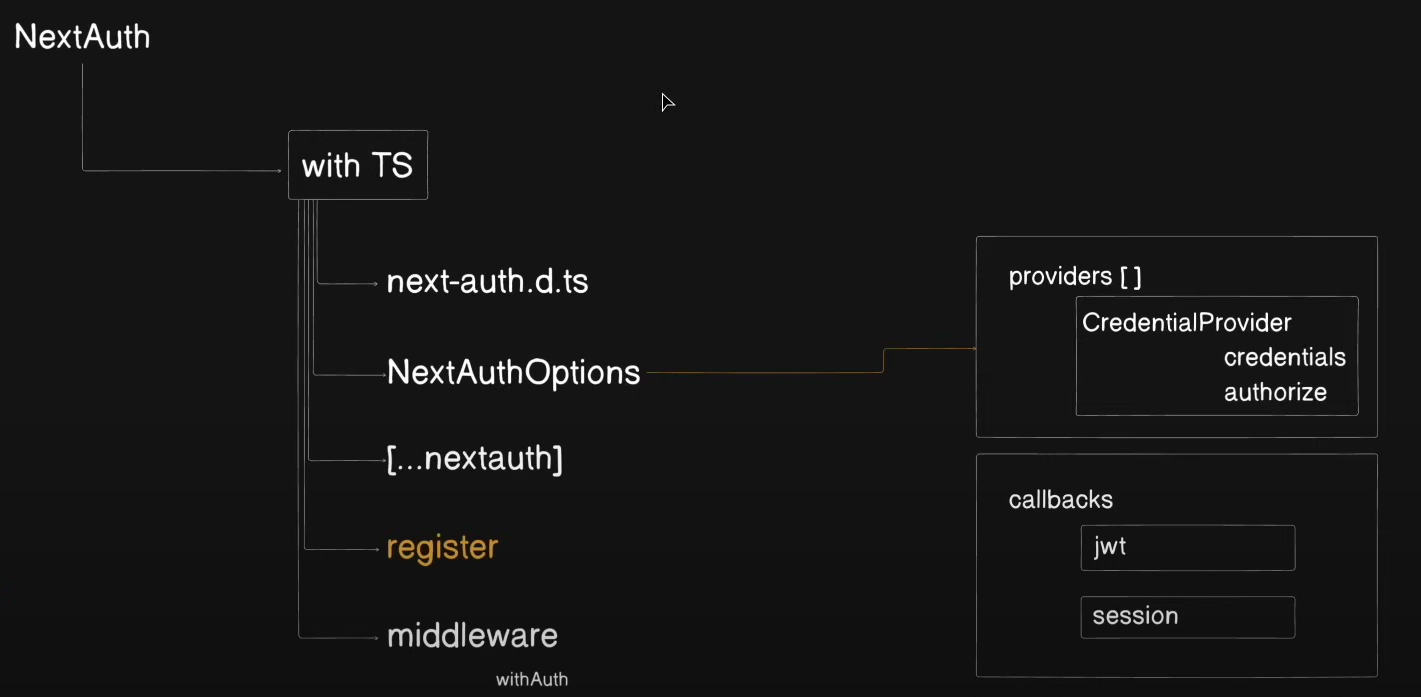 NextAuth
with TS
next-auth.d.ts
NextAuthOptions
[...nextauth]
register
middleware
withAuth
providers [ ]
CredentialProvider
credentials
authorize
callbacks
jwt
session